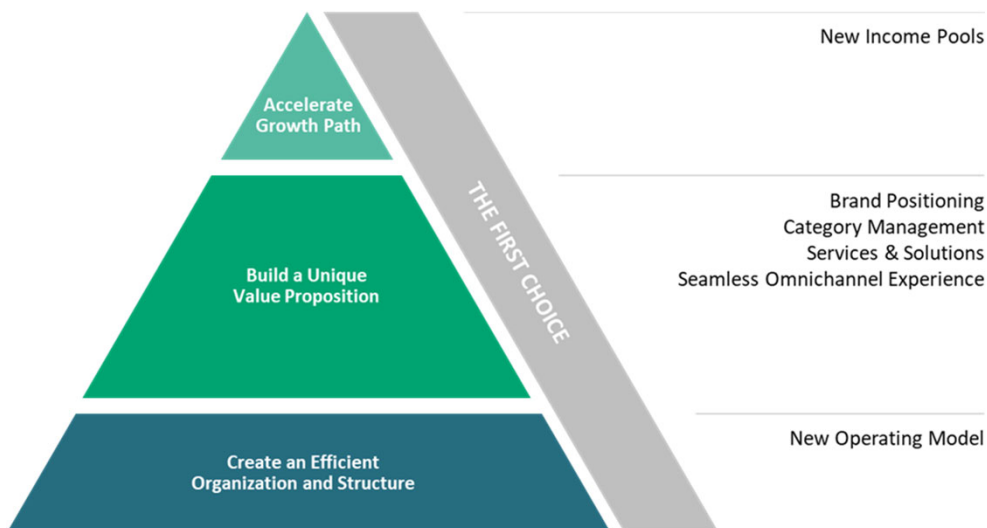 Accelerate
Growth Path
New Income Pools
THE FIRST CHOICE
Build a Unique
Value Proposition
Brand Positioning
Category Management
Services & Solutions
Seamless Omnichannel Experience
Create an Efficient
Organization and Structure
New Operating Model